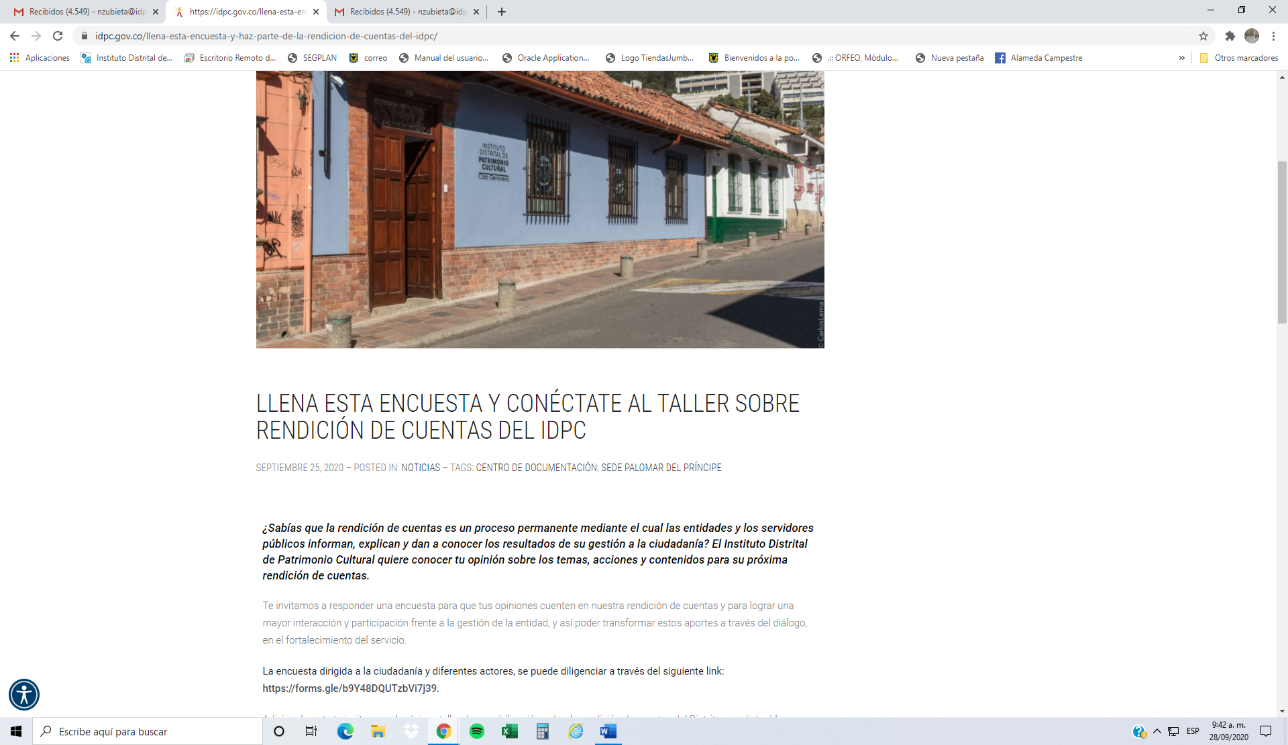 Recibidos (4.549) - nzubieta@idp
https://idpc.gov.co/llena-esta-en
Recibidos (4.549) - nzubieta@idp
idpc.gov.co/llena-esta-encuesta-y-haz-parte-de-la-rendicion-de-cuentas-del-idpc/
Aplicaciones
Instituto Distrital de...
Escritorio Remoto d...
SEGPLAN
correo
Manual del usuario...
Oracle Application...
Logo TiendasJumb...
Bienvenidos a la po...
.:: ORFEO, Módulo...
Nueva pestaña
Alameda Campestre
»
Otros marcadores
INSTITUTO
DISTRITAL DE
PATRIMONIO
CULTURAL
© CarlosLema
LLENA ESTA ENCUESTA Y CONÉCTATE AL TALLER SOBRE
RENDICIÓN DE CUENTAS DEL IDPC
SEPTIEMBRE 25, 2020 – POSTED IN: NOTICIAS – TAGS: CENTRO DE DOCUMENTACIÓN, SEDE PALOMAR DEL PRÍNCIPE
¿Sabías que la rendición de cuentas es un proceso permanente mediante el cual las entidades y los servidores
públicos informan, explican y dan a conocer los resultados de su gestión a la ciudadanía? El Instituto Distrital
de Patrimonio Cultural quiere conocer tu opinión sobre los temas, acciones y contenidos para su próxima
rendición de cuentas.
Te invitamos a responder una encuesta para que tus opiniones cuenten en nuestra rendición de cuentas y para lograr una
mayor interacción y participación frente a la gestión de la entidad, y así poder transformar estos aportes a través del diálogo,
en el fortalecimiento del servicio.
La encuesta dirigida a la ciudadanía y diferentes actores, se puede diligenciar a través del siguiente link:
https://forms.gle/b9Y48DQUTzbVi7j39.
Escribe aquí para buscar
ESP
9:42 a. m.
28/09/2020